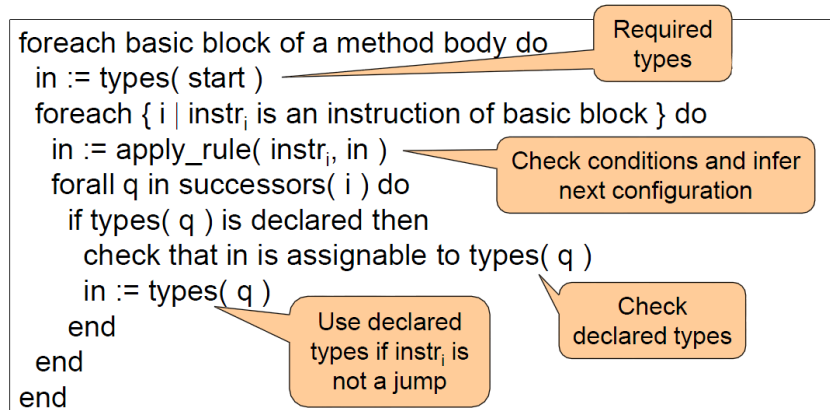 foreach basic block of a method body do
in := types( start )
foreach { i | instrᵢ is an instruction of basic block } do
in := apply_rule( instrᵢ, in )
forall q in successors( i ) do
if types( q ) is declared then
check that in is assignable to types( q )
in := types( q )
end
end
end
Required
types
Check conditions and infer
next configuration
Check
declared types
Use declared
types if instrᵢ is
not a jump